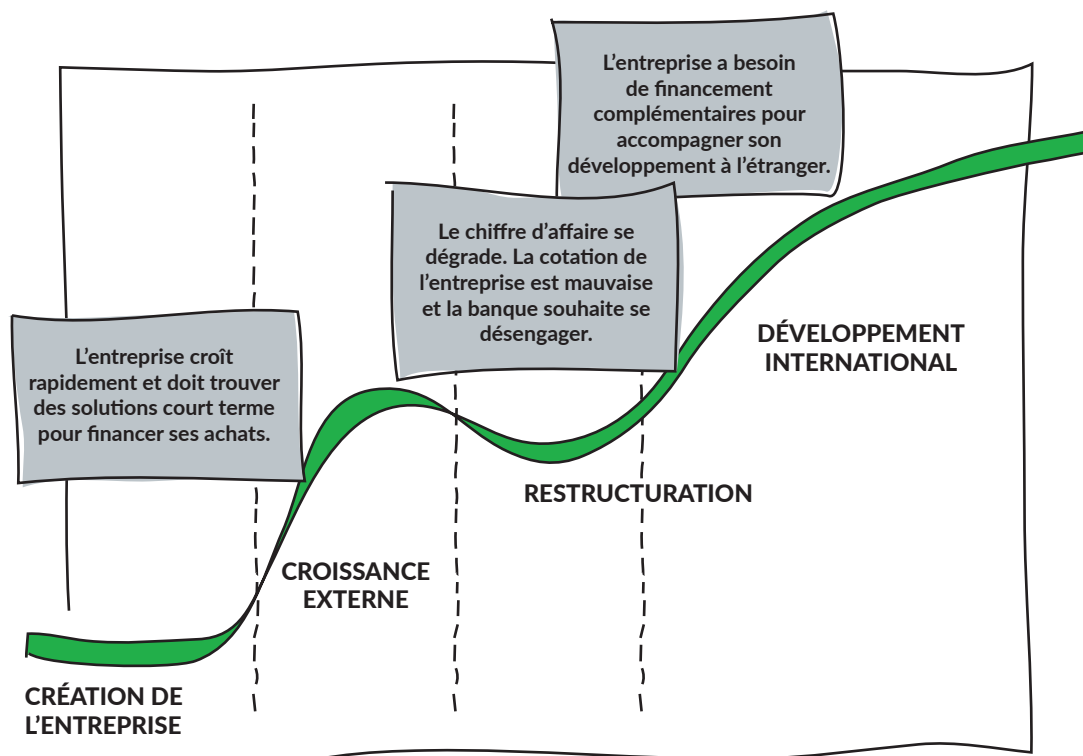 L'entreprise a besoin
de financement
complémentaires pour
accompagner son
développement à l'étranger.
Le chiffre d'affaire se
dégrade. La cotation de
l'entreprise est mauvaise
et la banque souhaite se
désengager.
L'entreprise croît
rapidement et doit trouver
des solutions court terme
pour financer ses achats.
DÉVELOPPEMENT
INTERNATIONAL
RESTRUCTURATION
CROISSANCE
EXTERNE
CRÉATION DE
L'ENTREPRISE